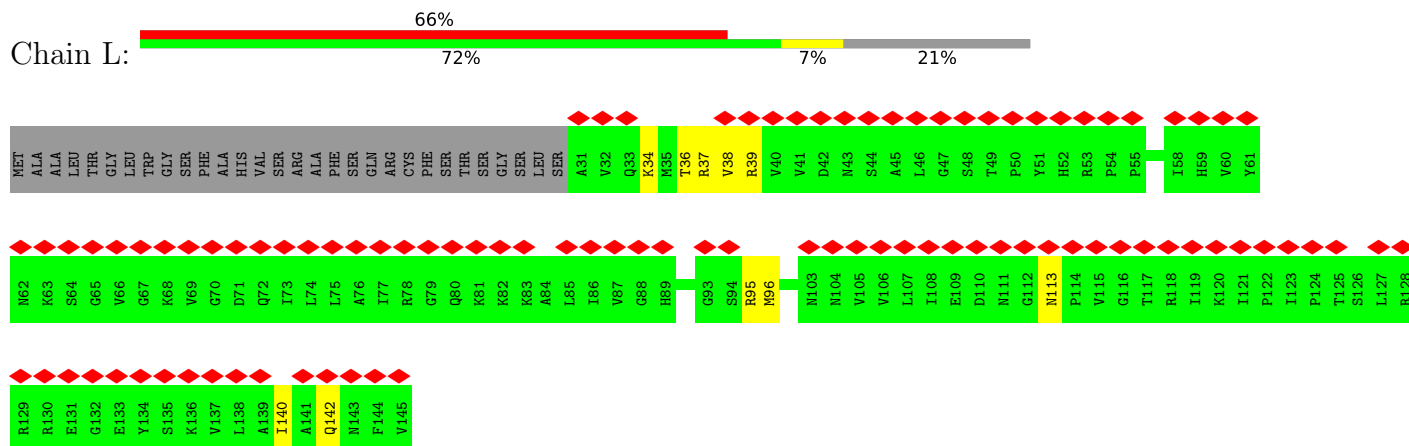 66%
Chain L:
72% 7% 21%
MET ALA ALA LEU THR GLY LEU LEU TRP GLY SER PHE ALA HIS VAL SER ARG ALA PHE SER GLN ARG CYS PHE SER THR SER GLY SER LEU SER A31 V32 Q33 K34 M35 T36 R37 V38 R39 V40 V41 D42 N43 S44 A45 L46 G47 S48 T49 P50 Y51 H52 R53 P54 P55 I58 H59 V60 Y61
N62 K63 S64 G65 V66 G67 K68 V69 G70 D71 Q72 I73 L74 L75 A76 I77 R78 G79 Q80 K81 K82 K83 A84 L85 I86 V87 G88 H89 G93 S94 R95 M96 N103 N104 V105 V106 L107 I108 E109 D110 N111 G112 N113 P114 V115 G116 T117 R118 I119 K120 I121 P122 I123 P124 T125 S126 L127 R128
R129 R130 E131 G132 E133 Y134 S135 K136 V137 L138 A139 I140 A141 Q142 N143 F144 V145